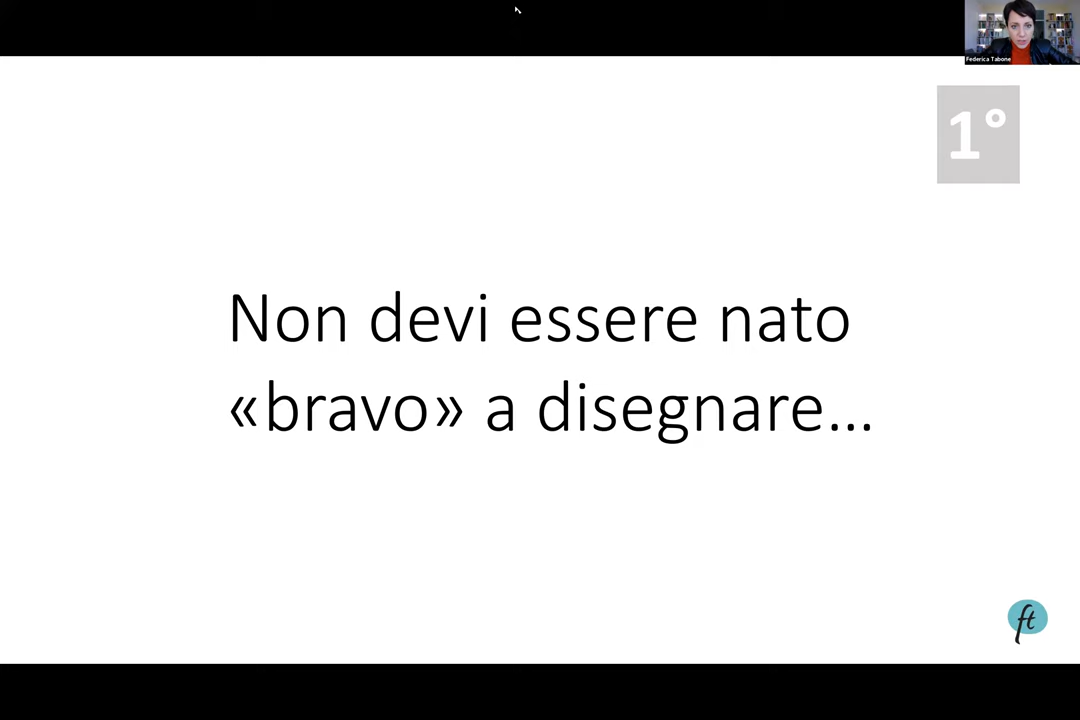 Federica Tabone
1°
Non devi essere nato
«bravo» a disegnare...
ft